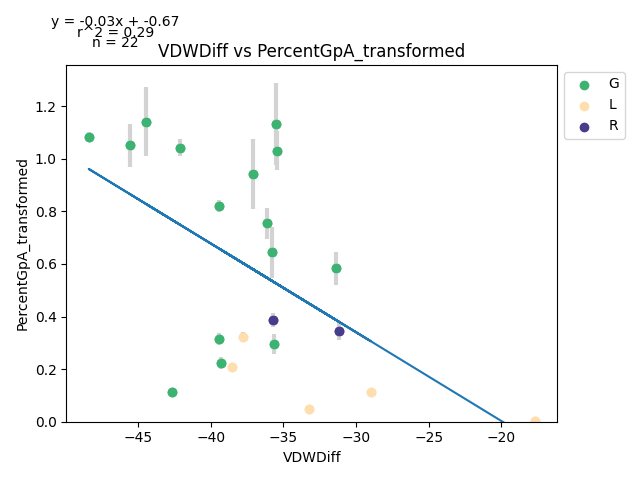 y = -0.03x + -0.67
r^2 = 0.29
n = 22
VDWDiff vs PercentGpA_transformed
G
L
R
PercentGpA_transformed
1.2
1.0
0.8
0.6
0.4
0.2
0.0
−45
−40
−35
−30
−25
−20
VDWDiff